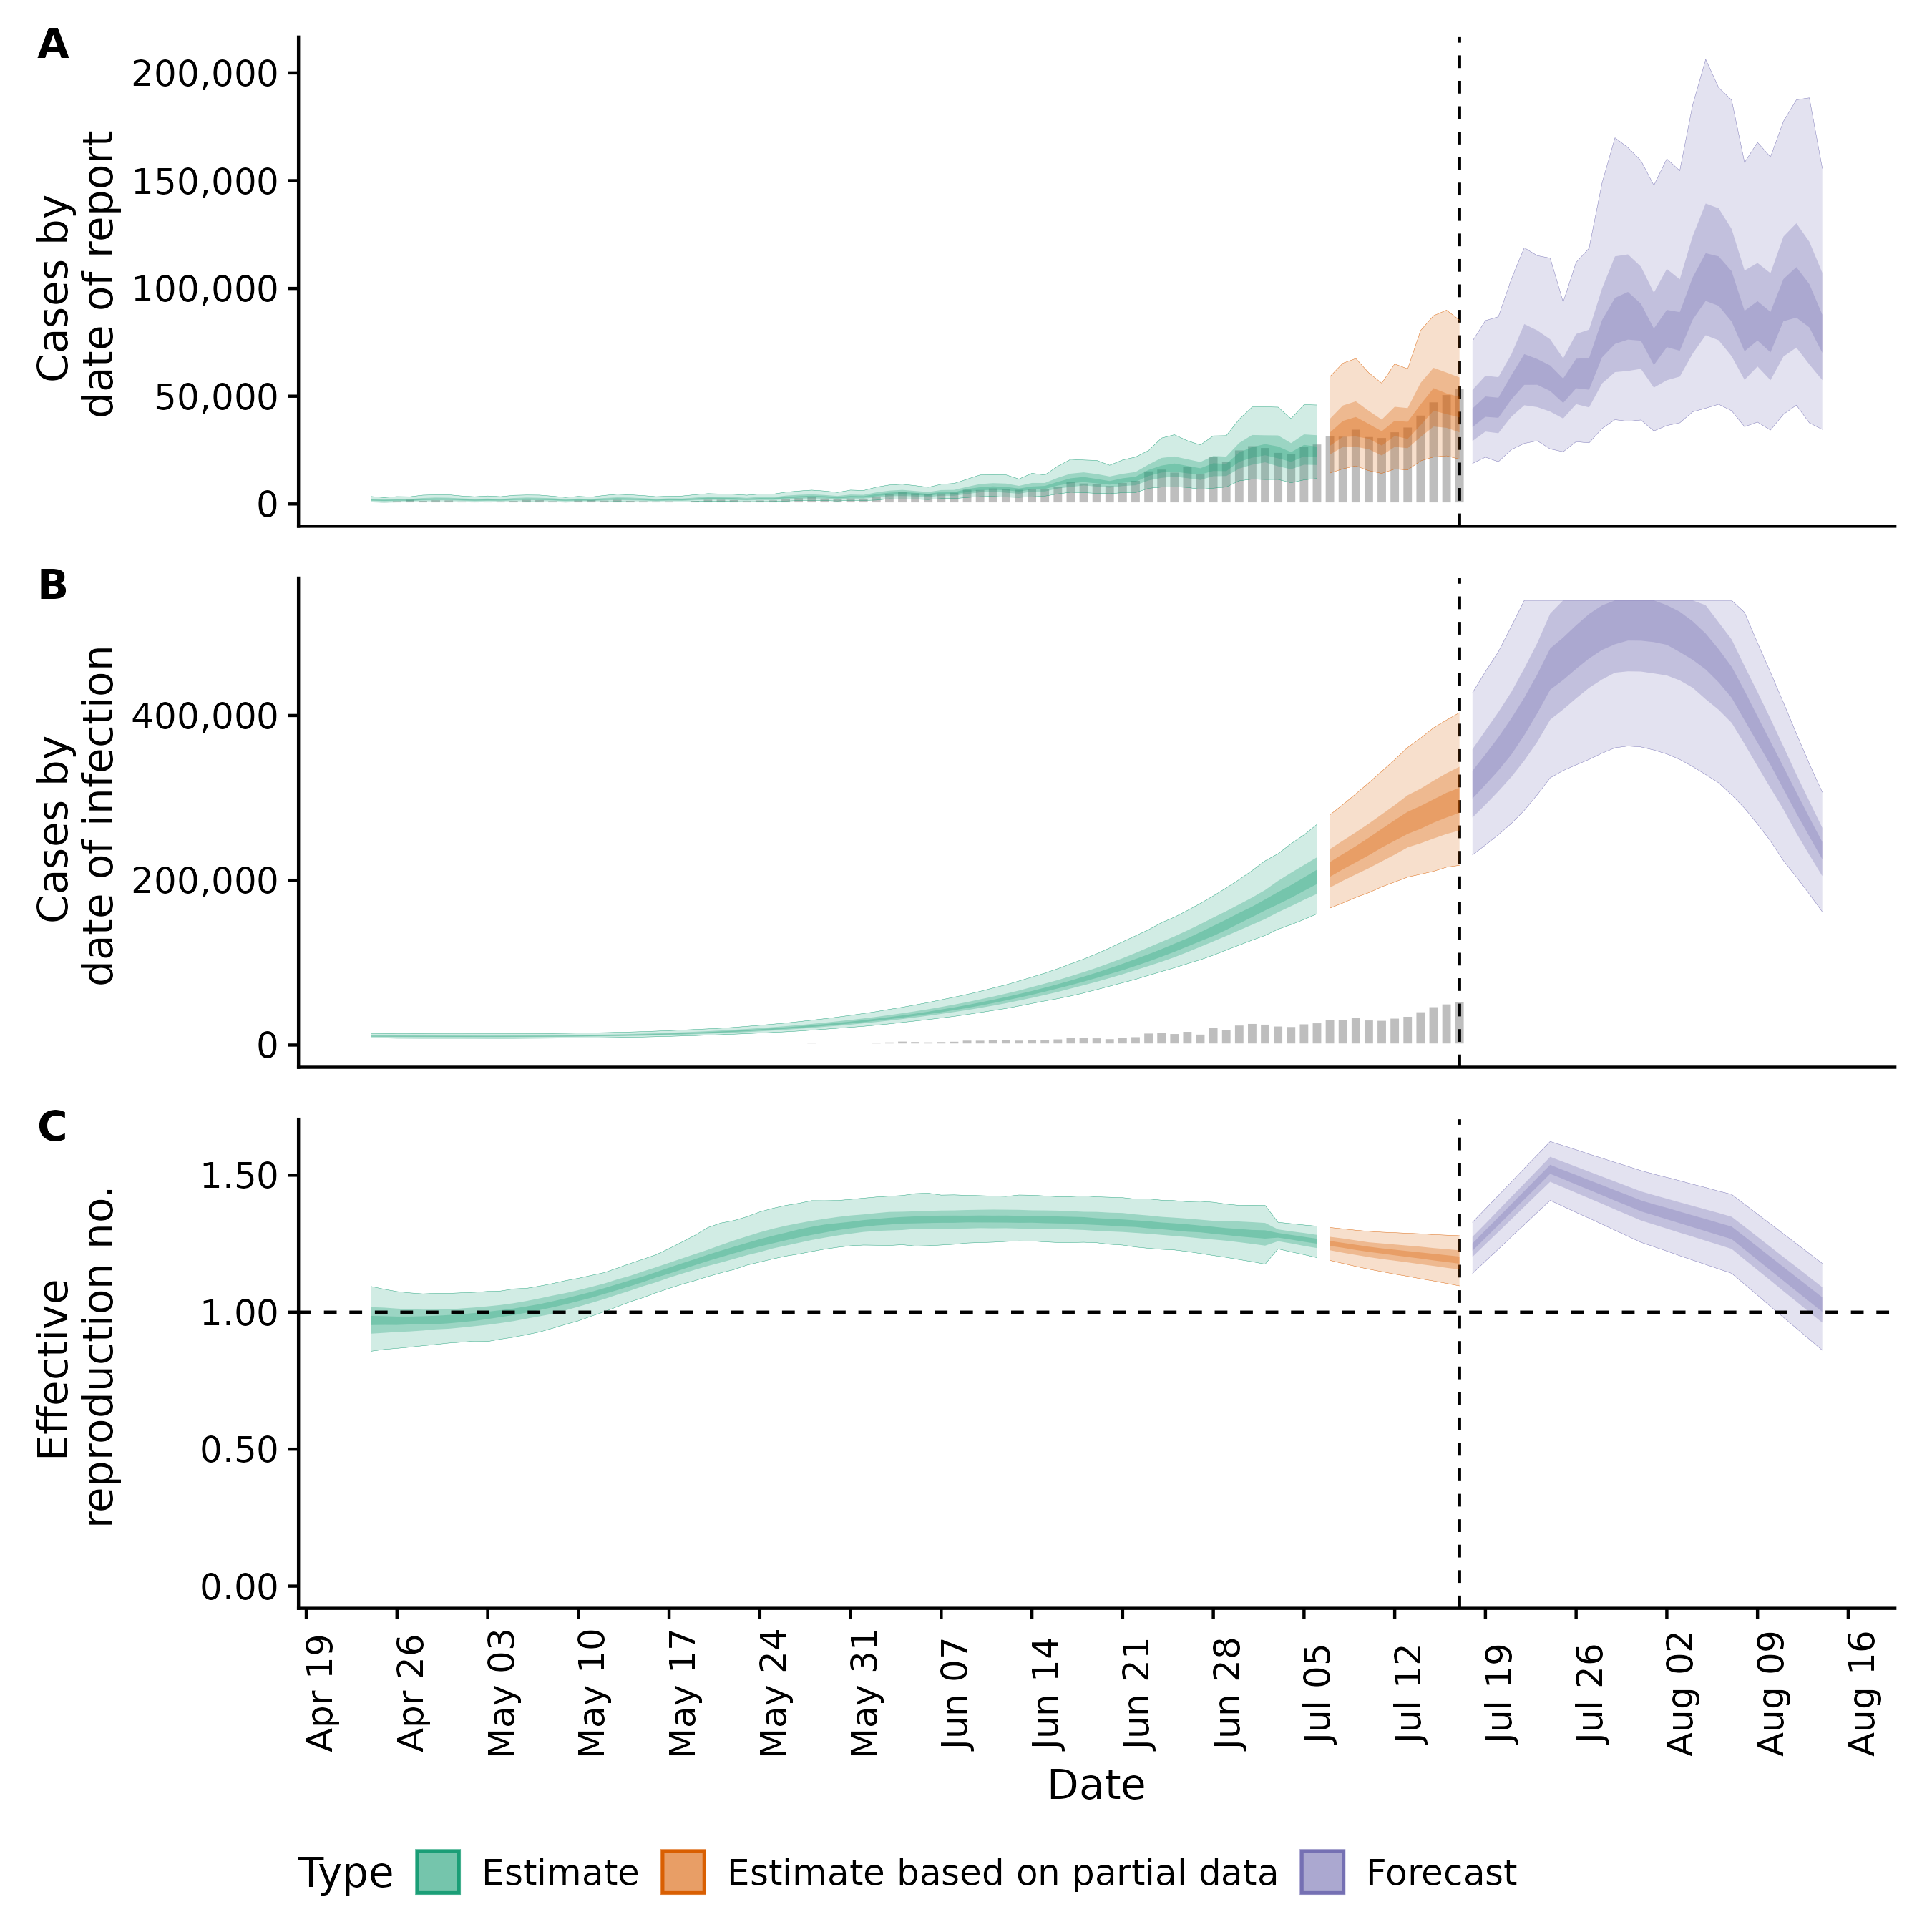 A
Cases by
date of report
200,000
150,000
100,000
50,000
0
B
Cases by
date of infection
400,000
200,000
0
C
Effective
reproduction no.
1.50
1.00
0.50
0.00
Apr 19
Apr 26
May 03
May 10
May 17
May 24
May 31
Jun 07
Jun 14
Jun 21
Jun 28
Jul 05
Jul 12
Jul 19
Jul 26
Aug 02
Aug 09
Aug 16
Date
Type Estimate Estimate based on partial data Forecast